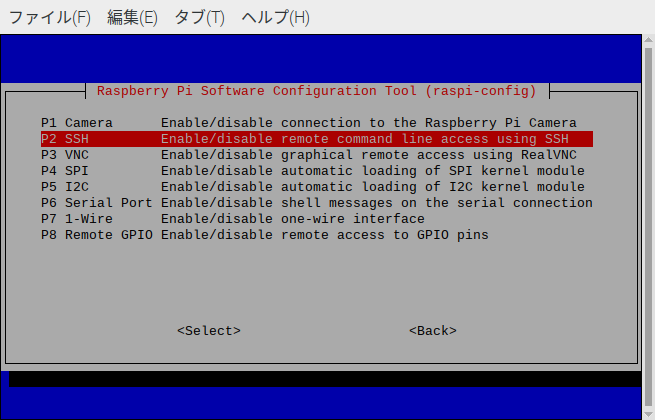 ファイル(F) 編集(E) タブ(T) ヘルプ(H)
Raspberry Pi Software Configuration Tool (raspi-config)
P1 Camera Enable/disable connection to the Raspberry Pi Camera
P2 SSH Enable/disable remote command line access using SSH
P3 VNC Enable/disable graphical remote access using RealVNC
P4 SPI Enable/disable automatic loading of SPI kernel module
P5 I2C Enable/disable automatic loading of I2C kernel module
P6 Serial Port Enable/disable shell messages on the serial connection
P7 1-Wire Enable/disable one-wire interface
P8 Remote GPIO Enable/disable remote access to GPIO pins
<Select> <Back>